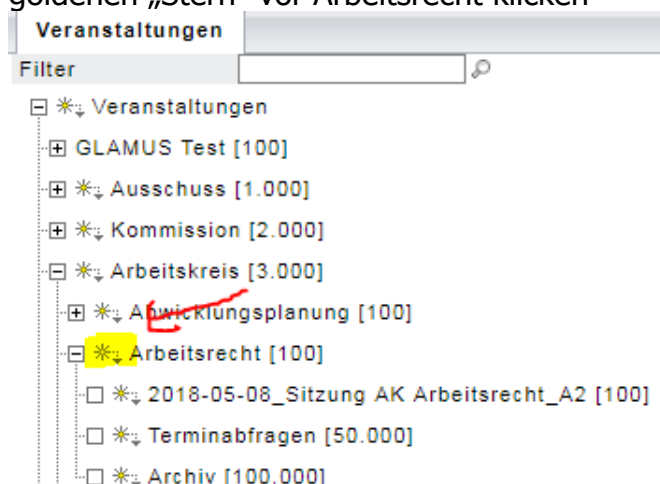 goldenen „Stern“ vor Arbeitsrecht klicken
Veranstaltungen
Filter
Veranstaltungen
GLAMUS Test [100]
Ausschuss [1.000]
Kommission [2.000]
Arbeitskreis [3.000]
Abwicklungsplanung [100]
Arbeitsrecht [100]
2018-05-08_Sitzung AK Arbeitsrecht_A2 [100]
Terminabfragen [50.000]
Archiv [100.000]